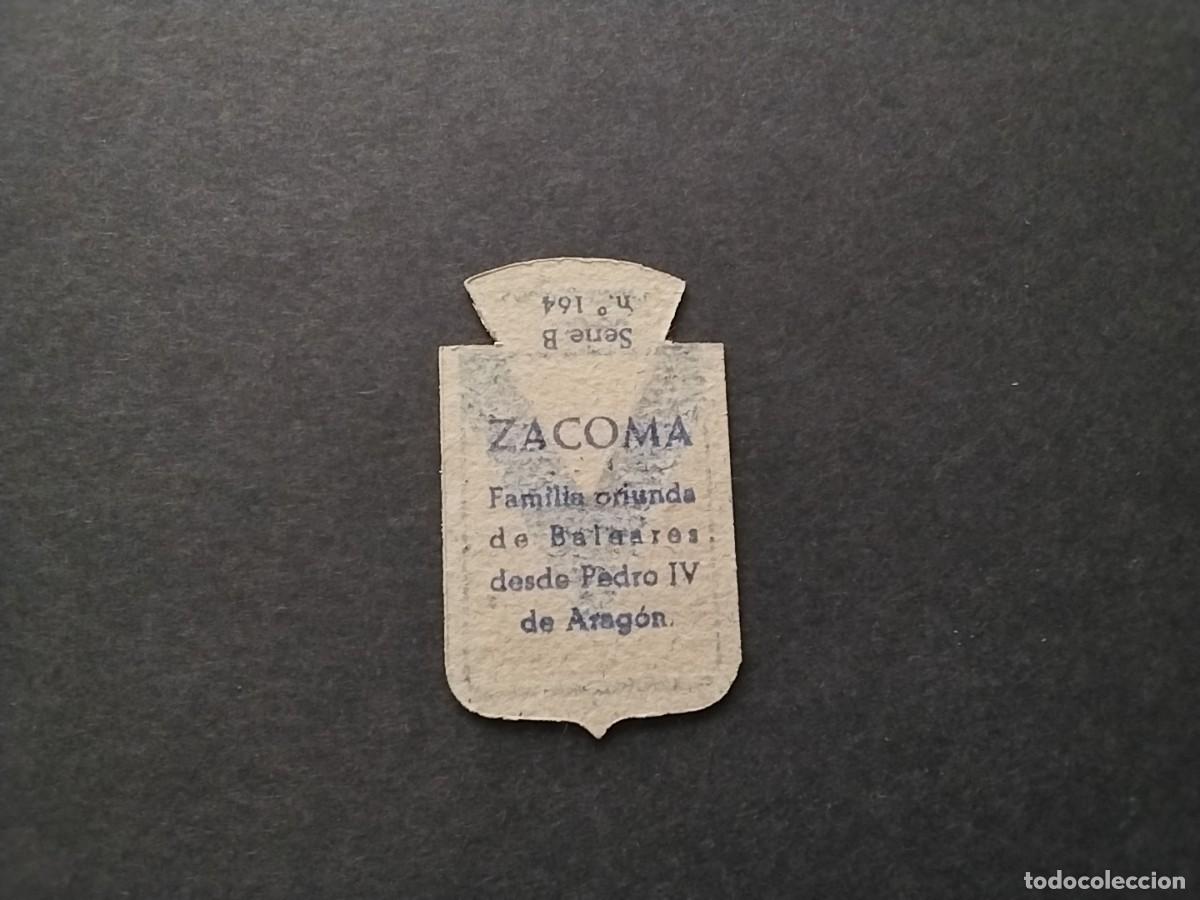 Serie B
n.º 164
ZACOMA
Familia oriunda
de Baleares
desde Pedro IV
de Aragón.
todocoleccion